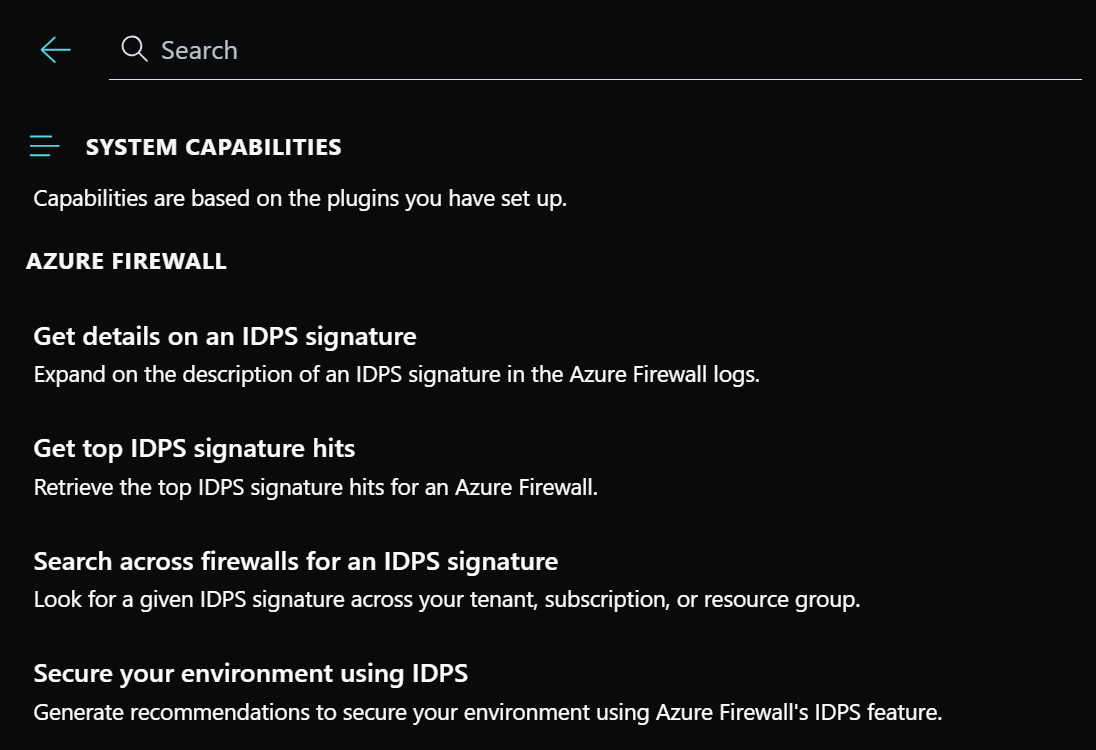 Search
SYSTEM CAPABILITIES
Capabilities are based on the plugins you have set up.
AZURE FIREWALL
Get details on an IDPS signature
Expand on the description of an IDPS signature in the Azure Firewall logs.
Get top IDPS signature hits
Retrieve the top IDPS signature hits for an Azure Firewall.
Search across firewalls for an IDPS signature
Look for a given IDPS signature across your tenant, subscription, or resource group.
Secure your environment using IDPS
Generate recommendations to secure your environment using Azure Firewall's IDPS feature.